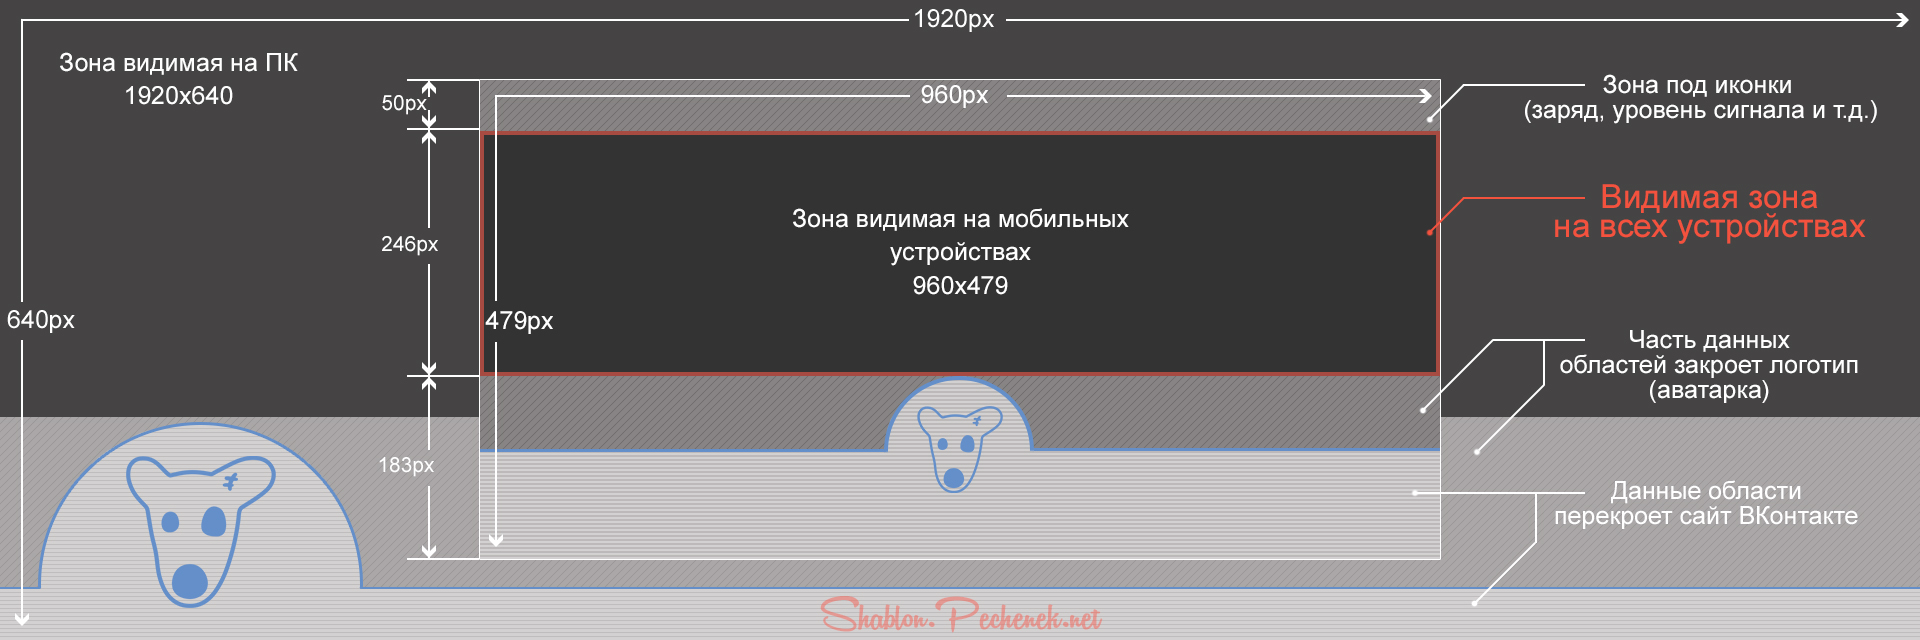 1920px
Зона видимая на ПК
1920x640
50px
960px
Зона под иконки
(заряд, уровень сигнала и т.д.)
Видимая зона
на всех устройствах
Зона видимая на мобильных
устройствах
960x479
246px
640px
479px
Часть данных
областей закроет логотип
(аватарка)
183px
Данные области
перекроет сайт ВКонтакте
Shablon.Pechenek.net